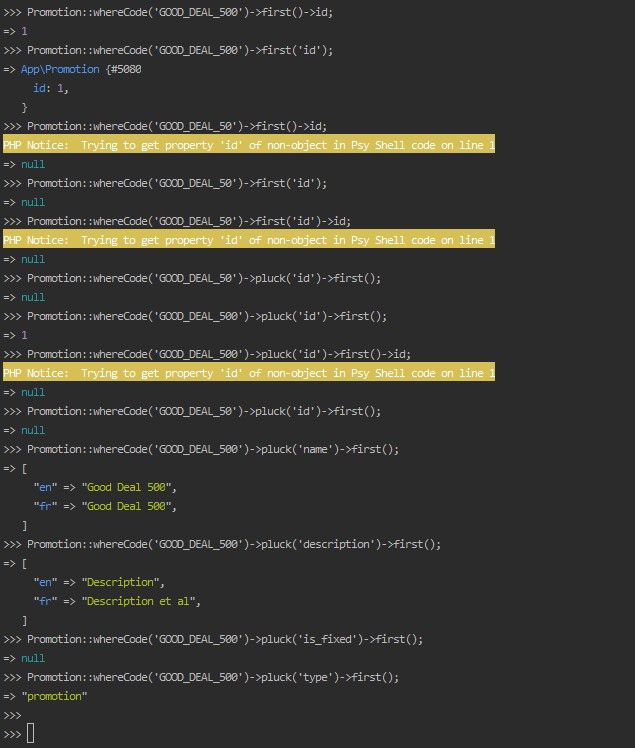 >>> Promotion::whereCode('GOOD_DEAL_500')->first()->id;
=> 1
>>> Promotion::whereCode('GOOD_DEAL_500')->first('id');
=> App\Promotion {#5080
     id: 1,
   }
>>> Promotion::whereCode('GOOD_DEAL_50')->first()->id;
PHP Notice:  Trying to get property 'id' of non-object in Psy Shell code on line 1
=> null
>>> Promotion::whereCode('GOOD_DEAL_50')->first('id');
=> null
>>> Promotion::whereCode('GOOD_DEAL_50')->first('id')->id;
PHP Notice:  Trying to get property 'id' of non-object in Psy Shell code on line 1
=> null
>>> Promotion::whereCode('GOOD_DEAL_50')->pluck('id')->first();
=> null
>>> Promotion::whereCode('GOOD_DEAL_500')->pluck('id')->first();
=> 1
>>> Promotion::whereCode('GOOD_DEAL_500')->pluck('id')->first()->id;
PHP Notice:  Trying to get property 'id' of non-object in Psy Shell code on line 1
=> null
>>> Promotion::whereCode('GOOD_DEAL_50')->pluck('id')->first();
=> null
>>> Promotion::whereCode('GOOD_DEAL_500')->pluck('name')->first();
=> [
     "en" => "Good Deal 500",
     "fr" => "Good Deal 500",
   ]
>>> Promotion::whereCode('GOOD_DEAL_500')->pluck('description')->first();
=> [
     "en" => "Description",
     "fr" => "Description et al",
   ]
>>> Promotion::whereCode('GOOD_DEAL_500')->pluck('is_fixed')->first();
=> null
>>> Promotion::whereCode('GOOD_DEAL_500')->pluck('type')->first();
=> "promotion"
>>>
>>>